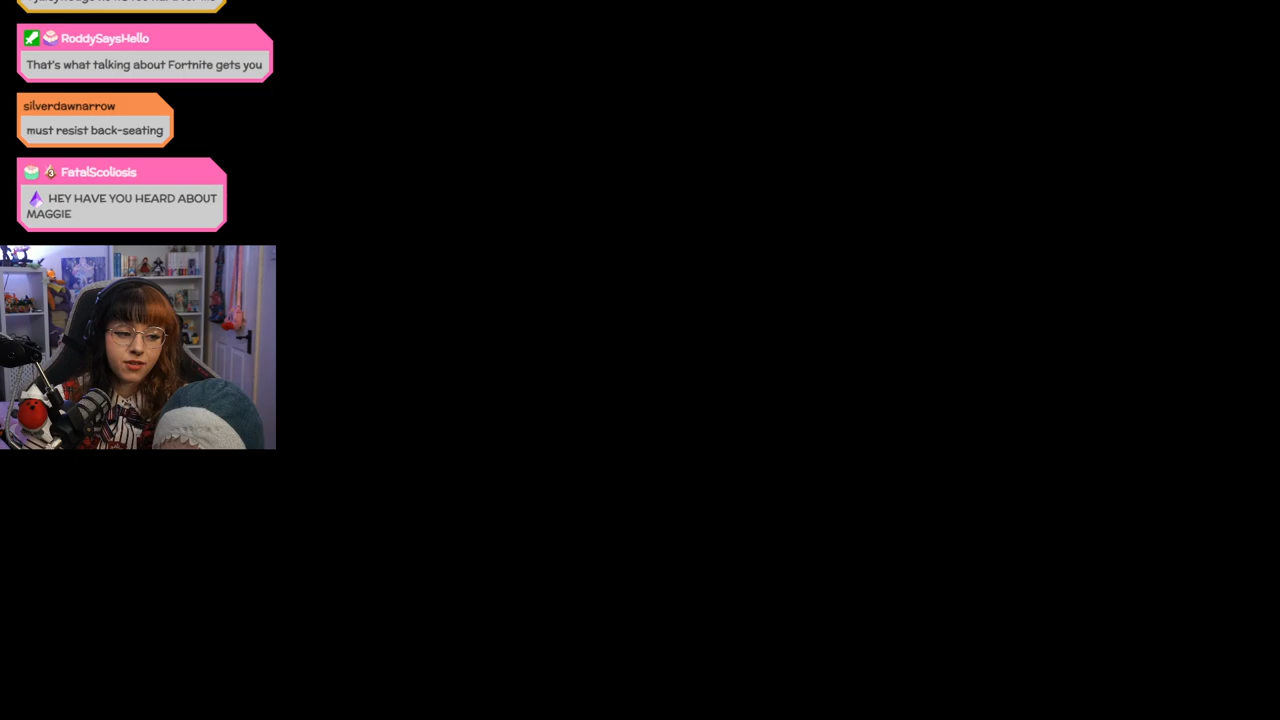 RoddySaysHello
That's what talking about Fortnite gets you
silverdawnarrow
must resist back-seating
3 FatalScoliosis
HEY HAVE YOU HEARD ABOUT
MAGGIE